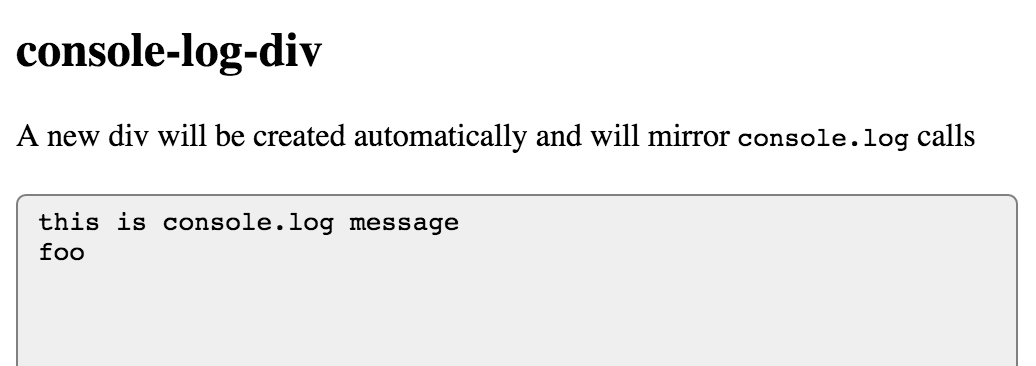 console-log-div
A new div will be created automatically and will mirror console.log calls
this is console.log message
foo